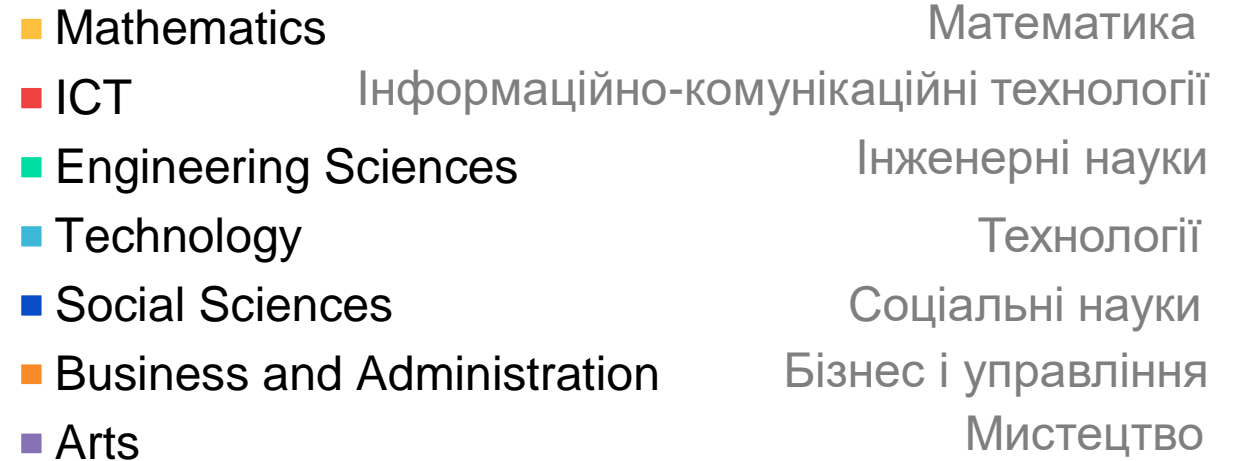 Mathematics Математика
ICT Інформаційно-комунікаційні технології
Engineering Sciences Інженерні науки
Technology Технології
Social Sciences Соціальні науки
Business and Administration Бізнес і управління
Arts Мистецтво